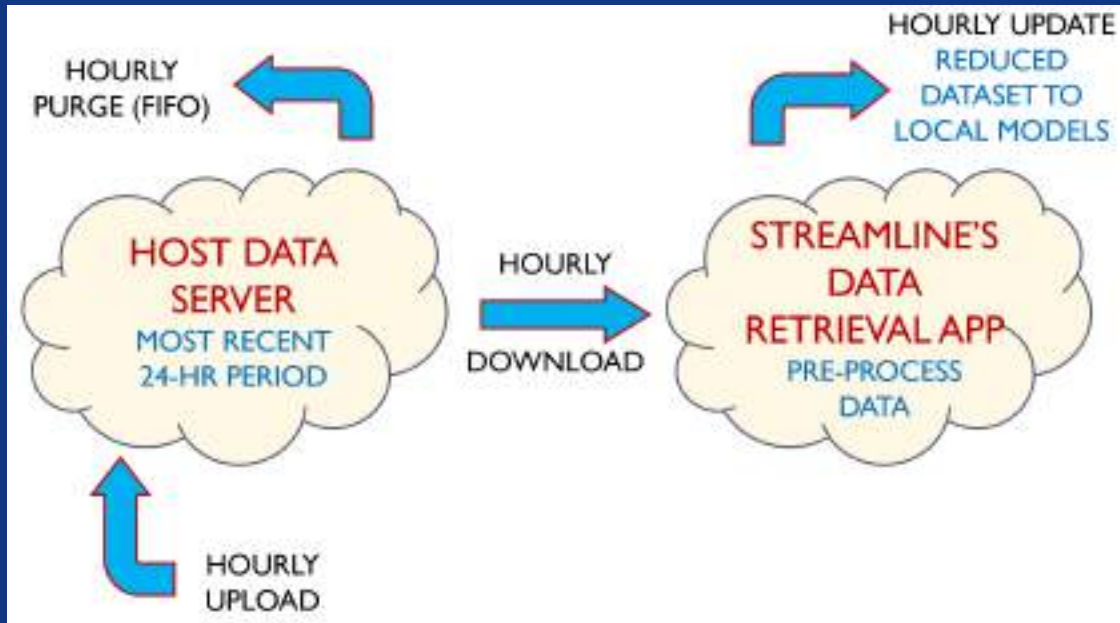 HOURLY
PURGE (FIFO)
HOURLY UPDATE
REDUCED
DATASET TO
LOCAL MODELS
HOST DATA
SERVER
MOST RECENT
24-HR PERIOD
HOURLY
DOWNLOAD
STREAMLINE'S
DATA
RETRIEVAL APP
PRE-PROCESS
DATA
HOURLY
UPLOAD